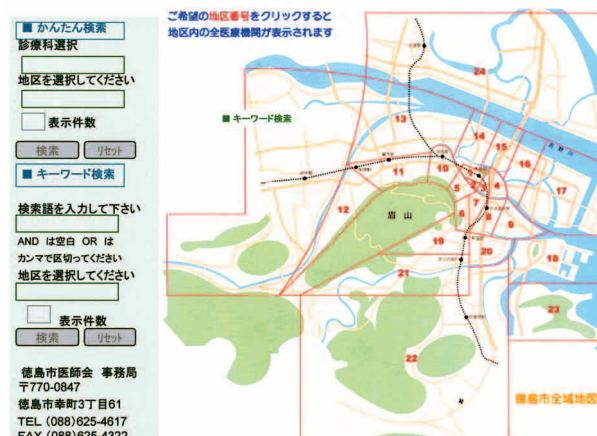 ■ かんたん検索
診療科選択
地区を選択してください
表示件数
検索 リセット
■ キーワード検索
検索語を入力して下さい
AND は空白 OR は
カンマで区切ってください
地区を選択してください
表示件数
検索 リセット
徳島市医師会 事務局
〒770-0847
徳島市幸町3丁目61
TEL (088)625-4617
FAX (088)625-4322
ご希望の地区番号をクリックすると
地区内の全医療機関が表示されます
■ キーワード検索
24
13
14
15
16
17
10
11
12
5
2
3
4
7
6
8
9
眉山
19
20
18
21
23
22
徳島市全域地図